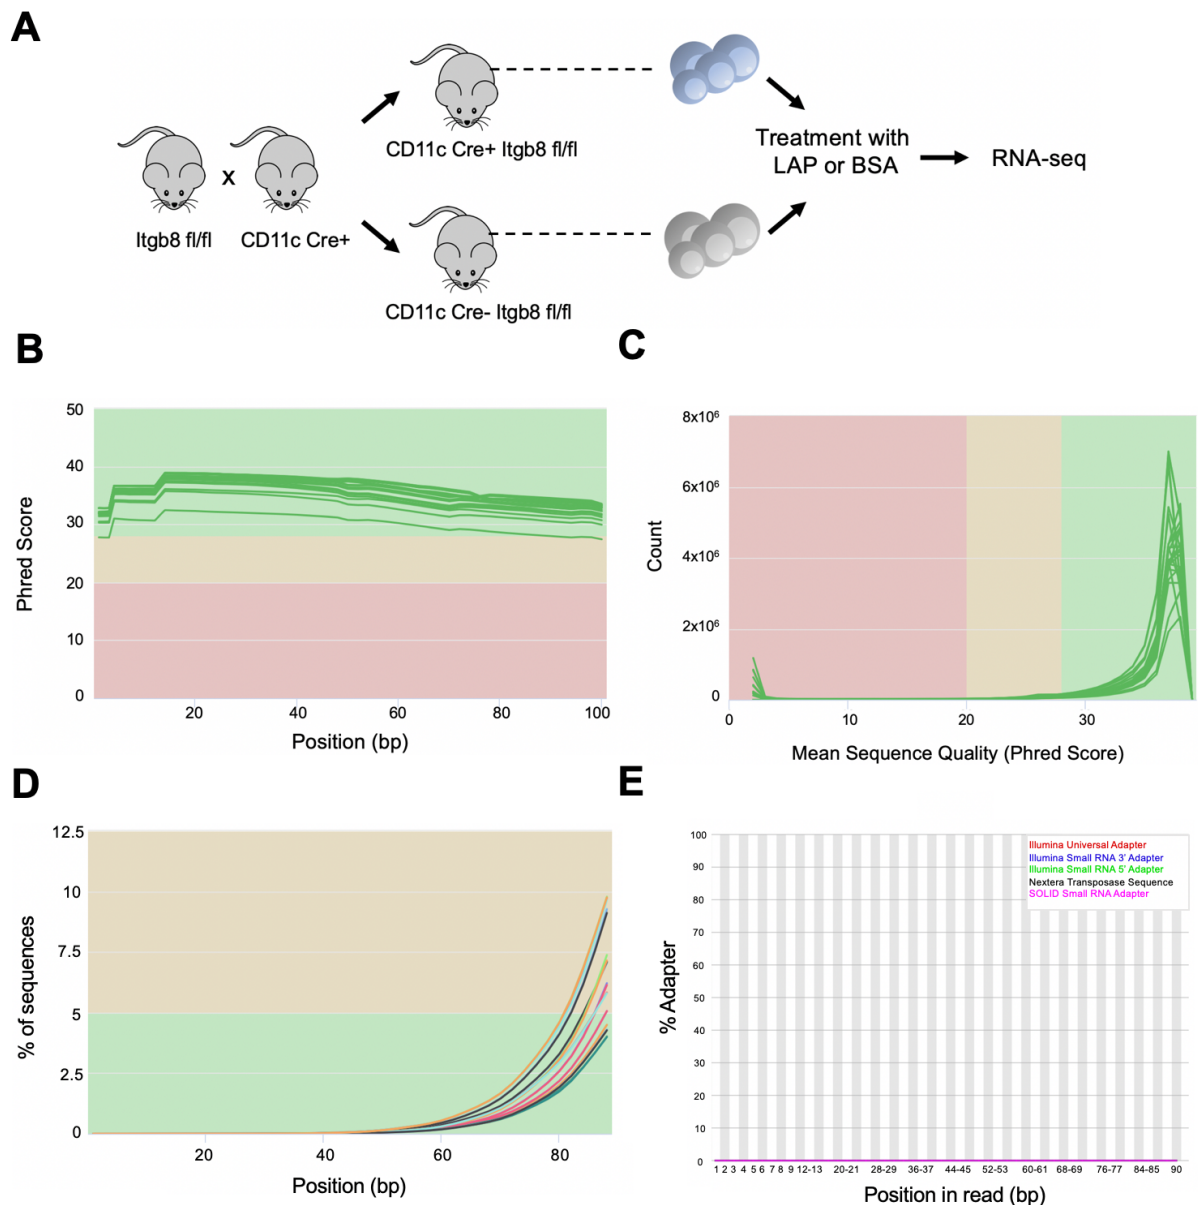 A
Itgb8 fl/fl
X
CD11c Cre+
CD11c Cre+ Itgb8 fl/fl
CD11c Cre- Itgb8 fl/fl
Treatment with
LAP or BSA
RNA-seq
B
Phred Score
50
40
30
20
10
0
20 40 60 80 100
Position (bp)
C
Count
8x10⁶
6x10⁶
4x10⁶
2x10⁶
0
0 10 20 30
Mean Sequence Quality (Phred Score)
D
% of sequences
12.5
10
7.5
5
2.5
0
20 40 60 80
Position (bp)
E
% Adapter
100
90
80
70
60
50
40
30
20
10
0
Illumina Universal Adapter
Illumina Small RNA 3' Adapter
Illumina Small RNA 5' Adapter
Nextera Transposase Sequence
SOLID Small RNA Adapter
1 2 3 4 5 6 7 8 9 12-13 20-21 28-29 36-37 44-45 52-53 60-61 68-69 76-77 84-85 90
Position in read (bp)